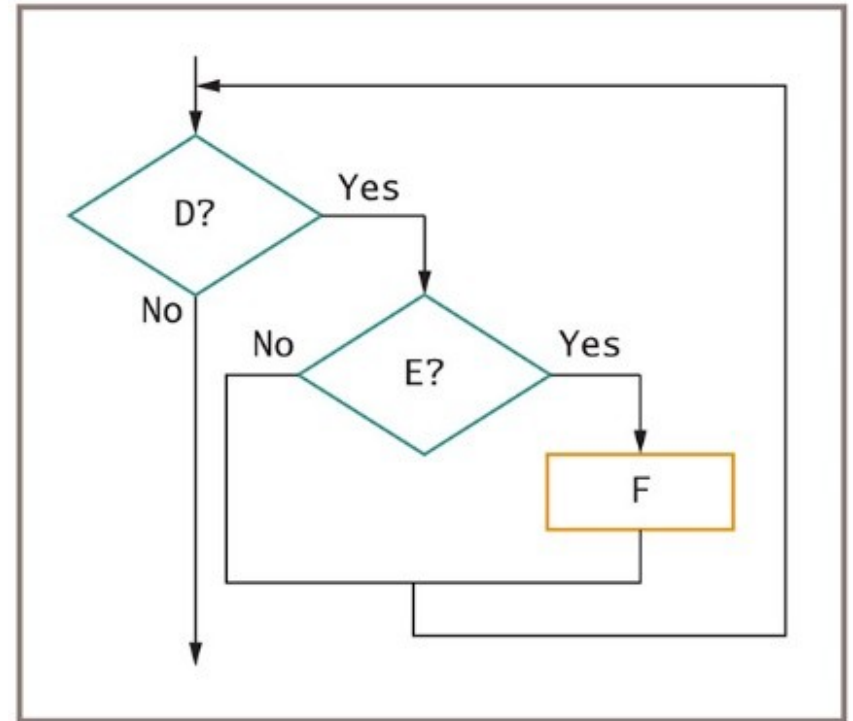 D?
Yes
No
E?
No
Yes
F